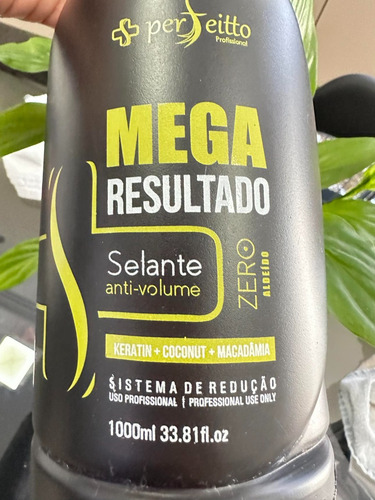 perfeitto
Profissional
MEGA
RESULTADO
Selante
anti-volume
ZERO
ALDEÍDO
KERATIN + COCONUT + MACADÂMIA
SISTEMA DE REDUÇÃO
USO PROFISSIONAL | PROFESSIONAL USE ONLY
1000ml 33.81fl.oz